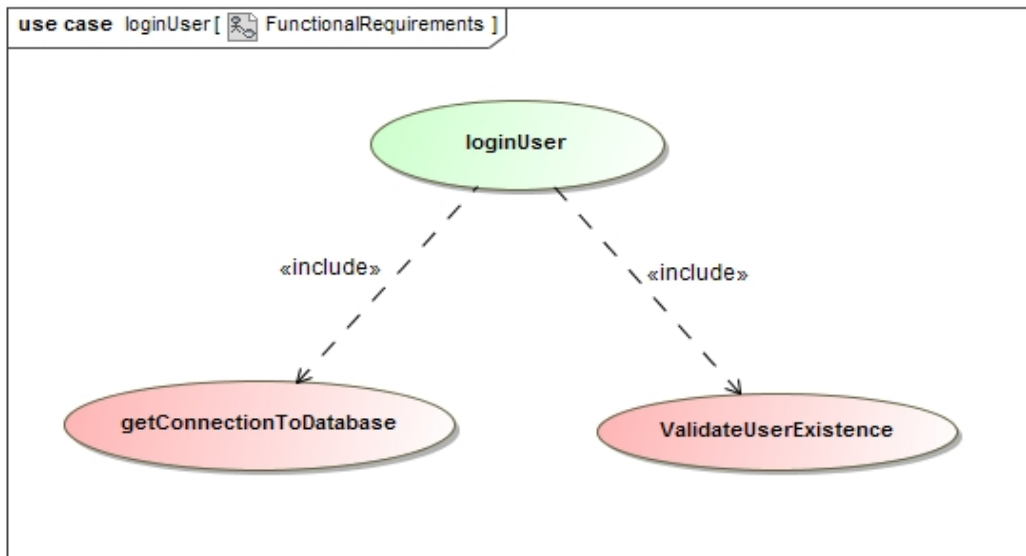 use case loginUser [ FunctionalRequirements ]
loginUser
«include»
«include»
getConnectionToDatabase
ValidateUserExistence